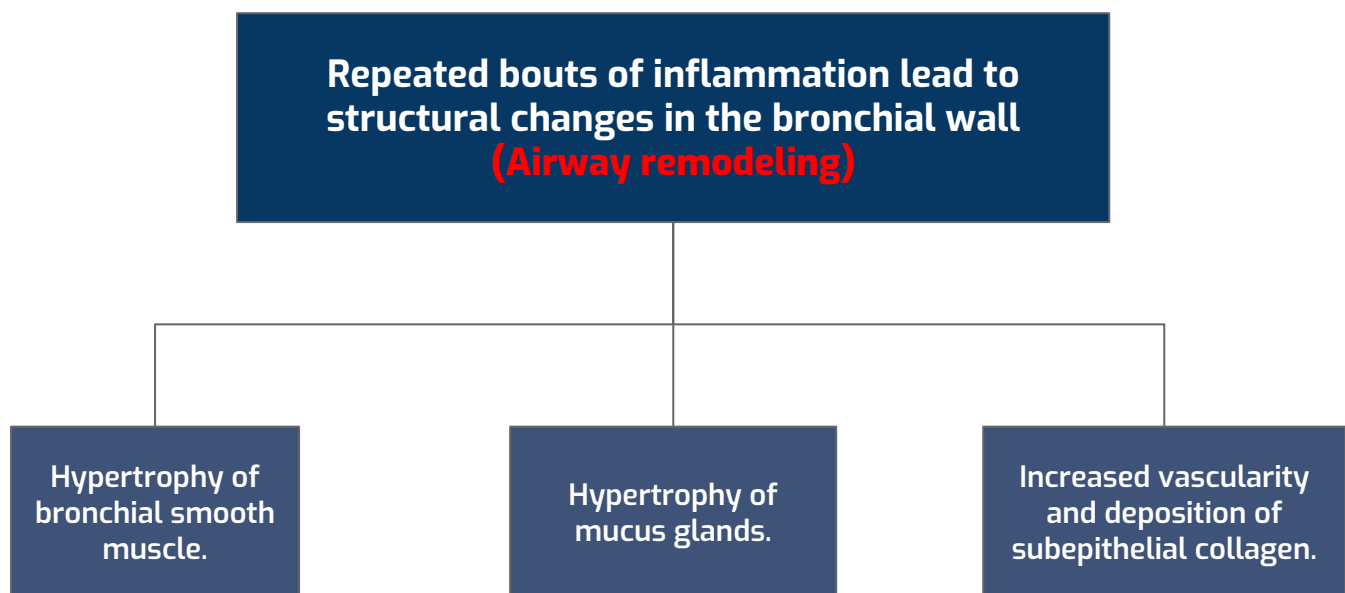 Repeated bouts of inflammation lead to
structural changes in the bronchial wall
(Airway remodeling)
Hypertrophy of
bronchial smooth
muscle.
Hypertrophy of
mucus glands.
Increased vascularity
and deposition of
subepithelial collagen.